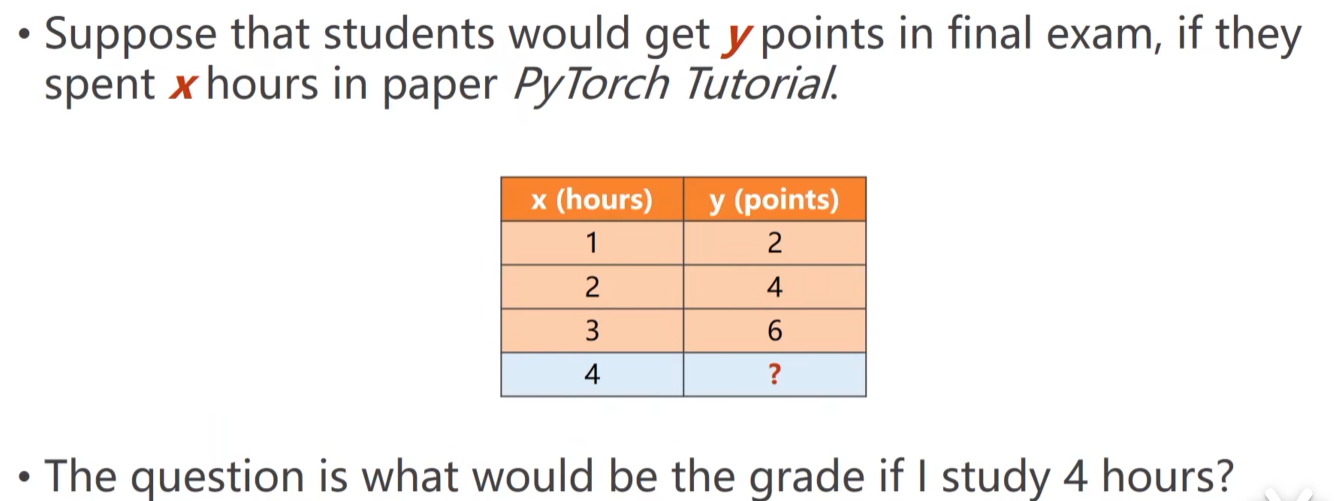 • Suppose that students would get y points in final exam, if they
spent x hours in paper PyTorch Tutorial.
x (hours) y (points)
1 2
2 4
3 6
4 ?
• The question is what would be the grade if I study 4 hours?